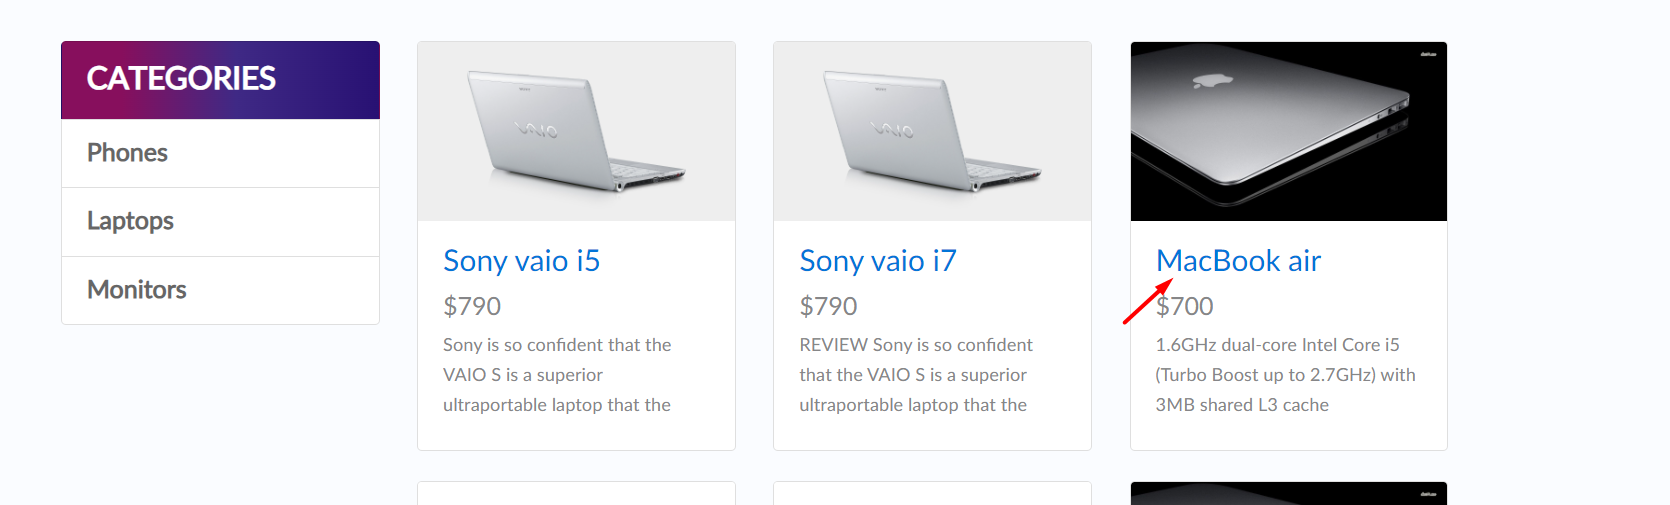 CATEGORIES
Phones
Laptops
Monitors
VAIO
Sony vaio i5
$790
Sony is so confident that the
VAIO S is a superior
ultraportable laptop that the
VAIO
Sony vaio i7
$790
REVIEW Sony is so confident
that the VAIO S is a superior
ultraportable laptop that the
MacBook air
$700
1.6GHz dual-core Intel Core i5
(Turbo Boost up to 2.7GHz) with
3MB shared L3 cache